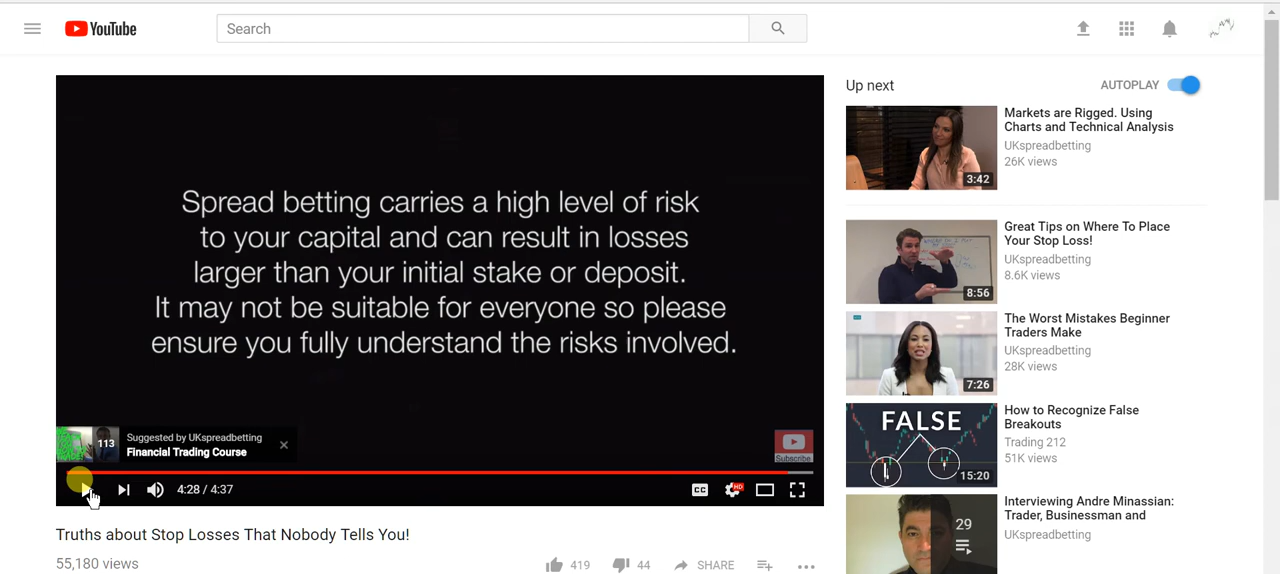 YouTube
Search
Spread betting carries a high level of risk
to your capital and can result in losses
larger than your initial stake or deposit.
It may not be suitable for everyone so please
ensure you fully understand the risks involved.
113
Suggested by UKspreadbetting
Financial Trading Course
Subscribe
4:28 / 4:37
CC
HD
Truths about Stop Losses That Nobody Tells You!
55,180 views
419
44
SHARE
Up next
AUTOPLAY
3:42
Markets are Rigged. Using
Charts and Technical Analysis
UKspreadbetting
26K views
8:56
Great Tips on Where To Place
Your Stop Loss!
UKspreadbetting
8.6K views
7:26
The Worst Mistakes Beginner
Traders Make
UKspreadbetting
28K views
FALSE
15:20
How to Recognize False
Breakouts
Trading 212
51K views
29
Interviewing Andre Minassian:
Trader, Businessman and
UKspreadbetting